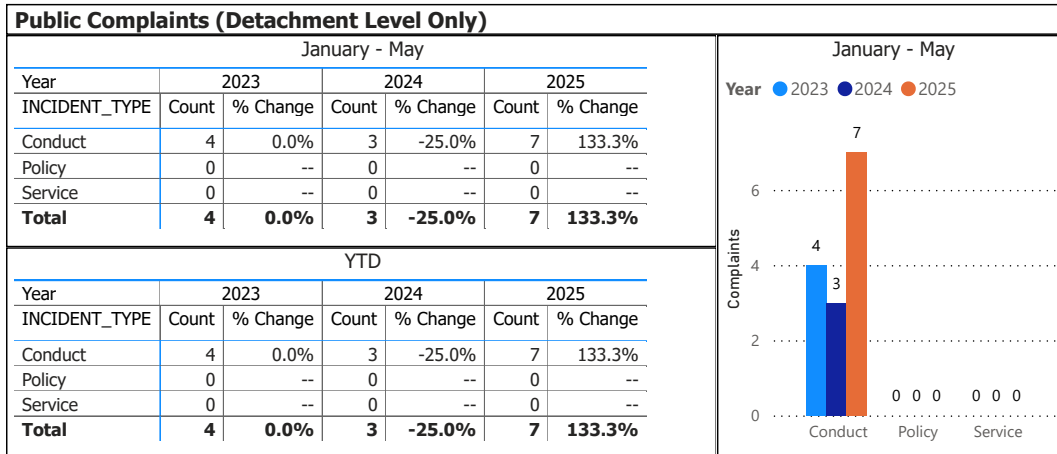 Public Complaints (Detachment Level Only)
January - May
Year 2023 2024 2025
INCIDENT_TYPE Count % Change Count % Change Count % Change
Conduct 4 0.0% 3 -25.0% 7 133.3%
Policy 0 -- 0 -- 0 --
Service 0 -- 0 -- 0 --
Total 4 0.0% 3 -25.0% 7 133.3%
YTD
Year 2023 2024 2025
INCIDENT_TYPE Count % Change Count % Change Count % Change
Conduct 4 0.0% 3 -25.0% 7 133.3%
Policy 0 -- 0 -- 0 --
Service 0 -- 0 -- 0 --
Total 4 0.0% 3 -25.0% 7 133.3%
January - May
Year 2023 2024 2025
Complaints
7
6
4
4
3
2
0 0 0 0 0 0
0
Conduct Policy Service